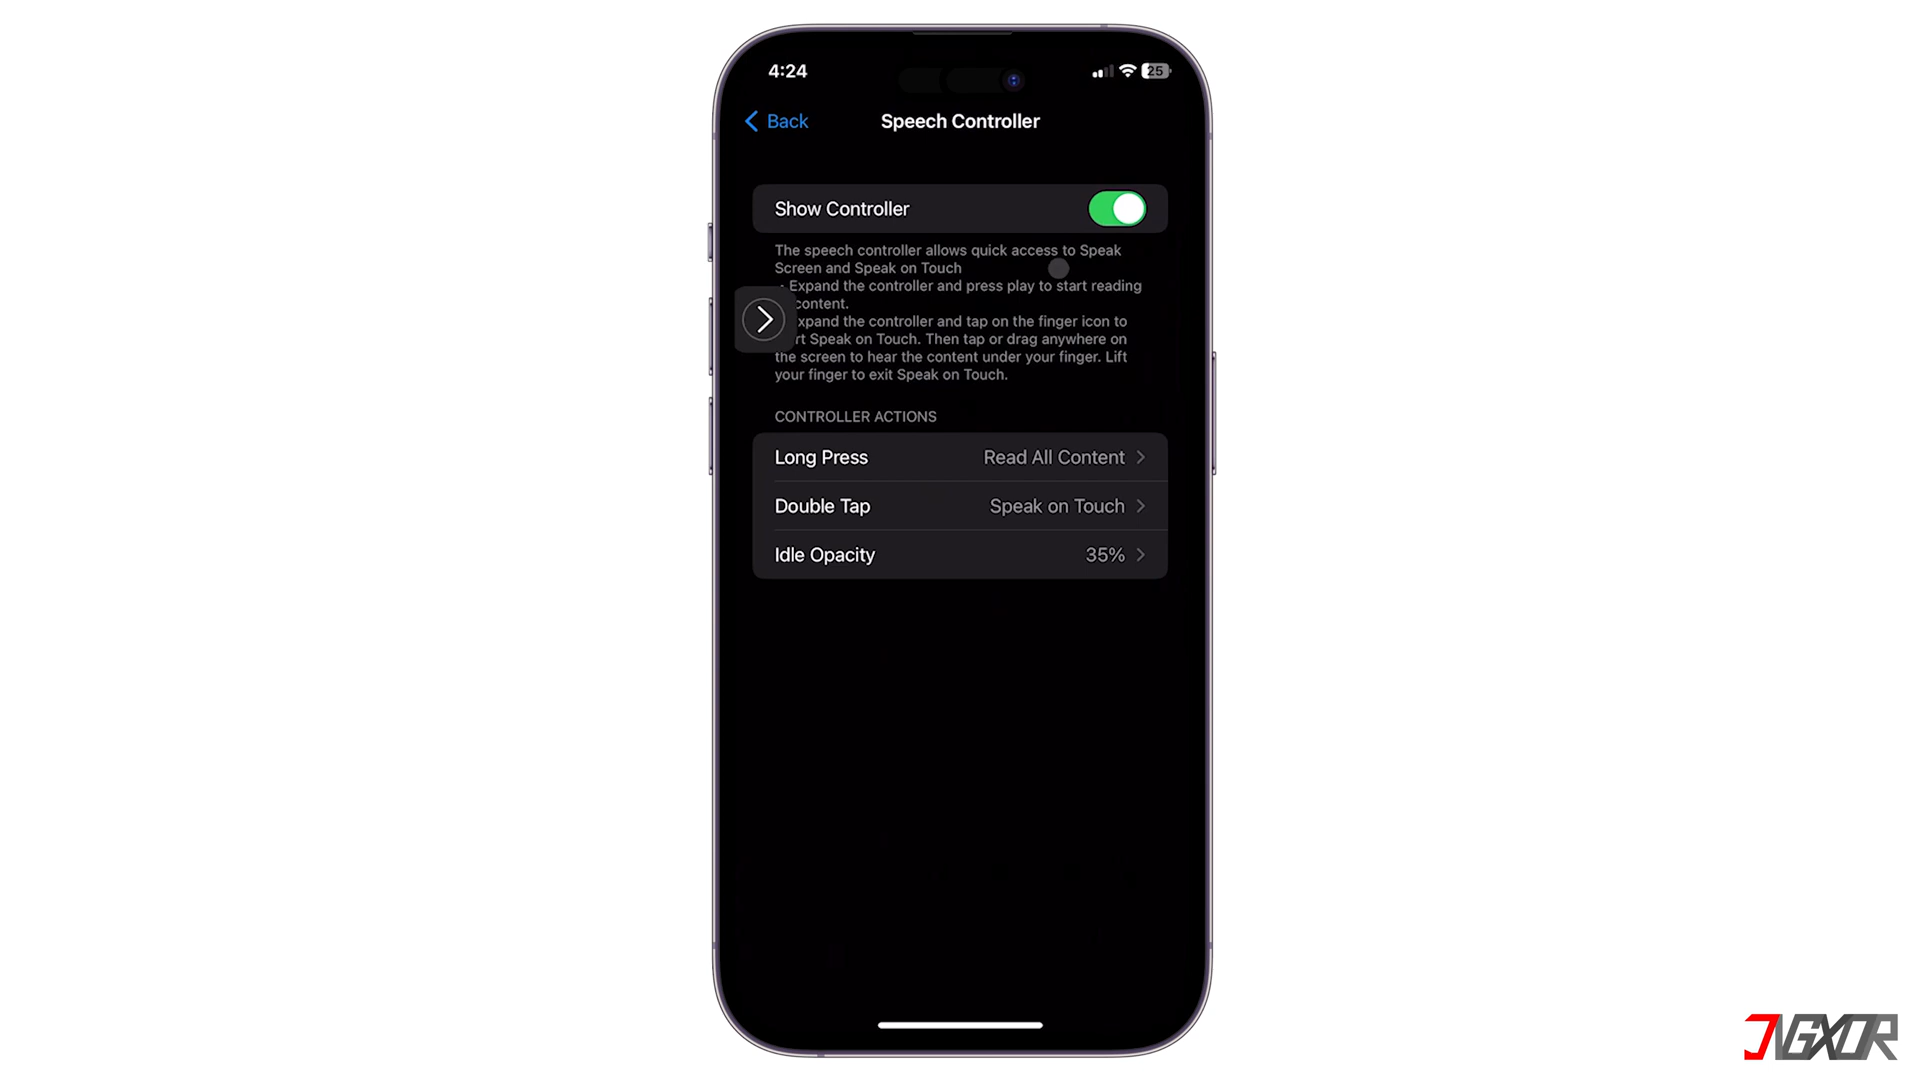 4:24
25
Back
Speech Controller
Show Controller
The speech controller allows quick access to Speak
Screen and Speak on Touch
Expand the controller and press play to start reading
content.
xpand the controller and tap on the finger icon to
rt Speak on Touch. Then tap or drag anywhere on
the screen to hear the content under your finger. Lift
your finger to exit Speak on Touch.
CONTROLLER ACTIONS
Long Press Read All Content
Double Tap Speak on Touch
Idle Opacity 35%
JVGXOR